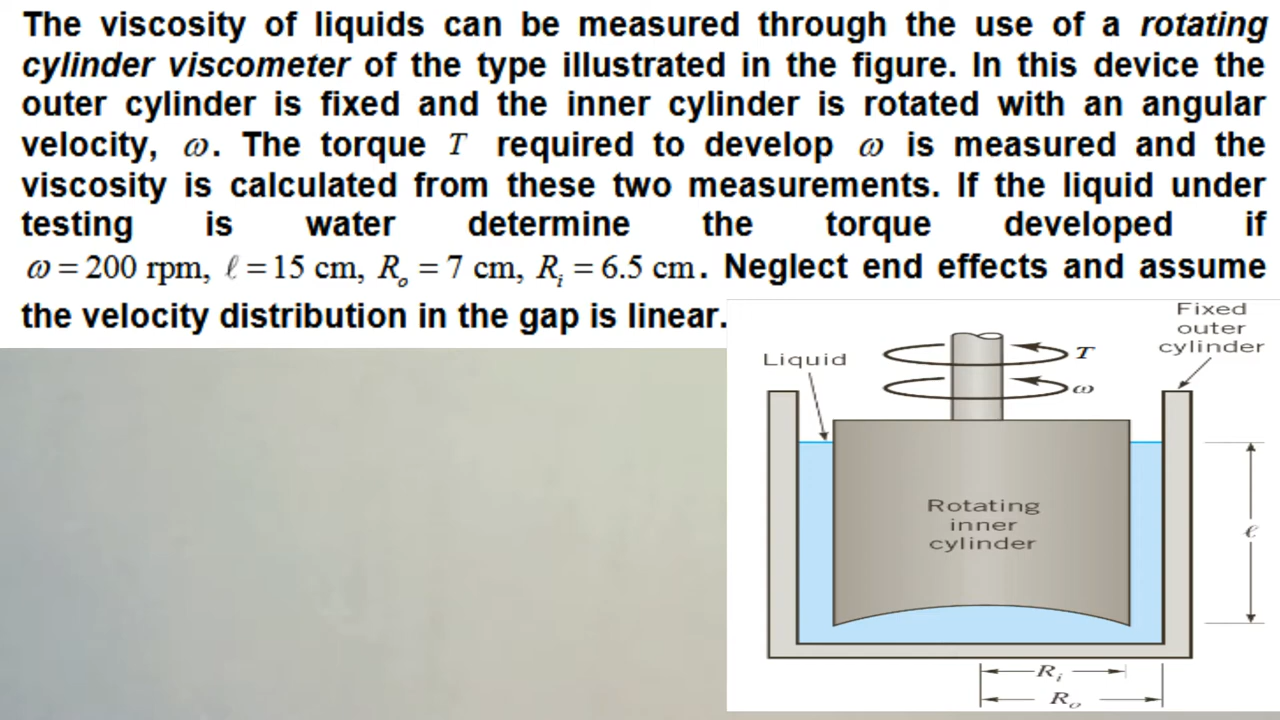 The viscosity of liquids can be measured through the use of a rotating
cylinder viscometer of the type illustrated in the figure. In this device the
outer cylinder is fixed and the inner cylinder is rotated with an angular
velocity, ω. The torque T required to develop ω is measured and the
viscosity is calculated from these two measurements. If the liquid under
testing is water determine the torque developed if
ω = 200 rpm, ℓ = 15 cm, Rₒ = 7 cm, Rᵢ = 6.5 cm. Neglect end effects and assume
the velocity distribution in the gap is linear.
Fixed
outer
cylinder
Liquid
T
ω
Rotating
inner
cylinder
ℓ
Rᵢ
Rₒ